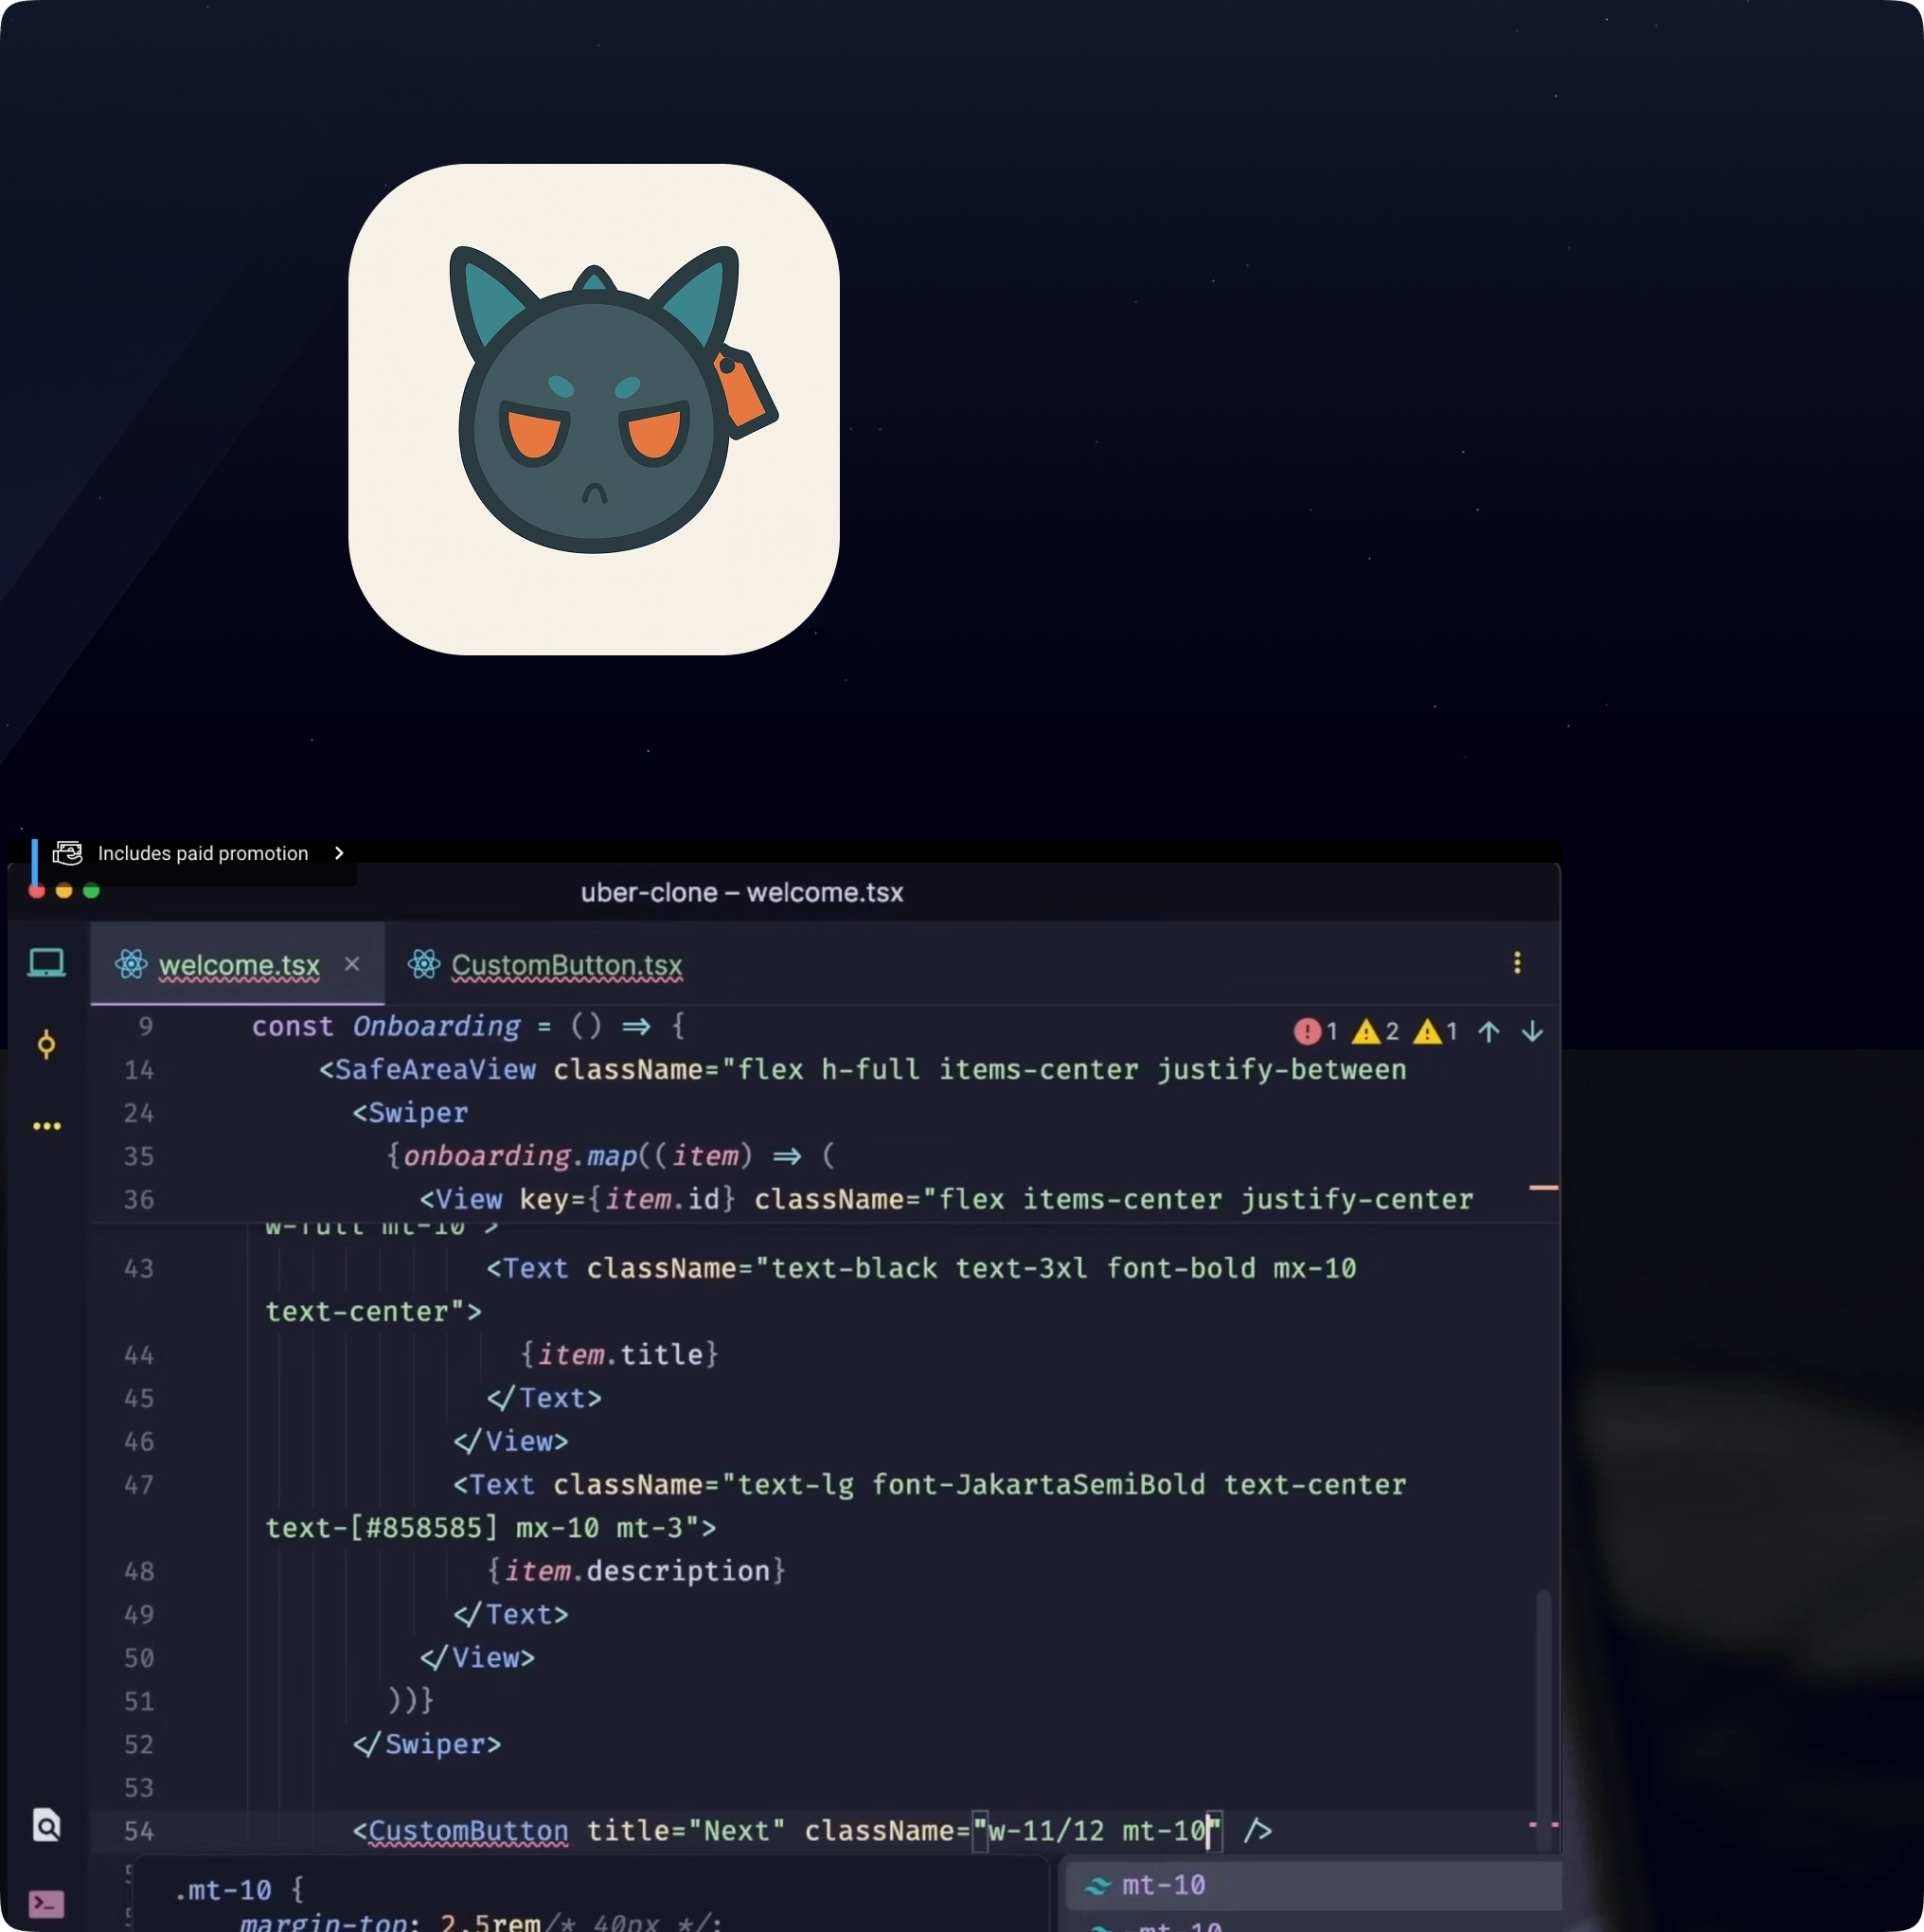 Includes paid promotion
uber-clone – welcome.tsx
welcome.tsx
CustomButton.tsx
9 const Onboarding = () => {
1 2 1
14 <SafeAreaView className="flex h-full items-center justify-between
24 <Swiper
35 {onboarding.map((item) => (
36 <View key={item.id} className="flex items-center justify-center
w-full mt-10">
43 <Text className="text-black text-3xl font-bold mx-10
text-center">
44 {item.title}
45 </Text>
46 </View>
47 <Text className="text-lg font-JakartaSemiBold text-center
text-[#858585] mx-10 mt-3">
48 {item.description}
49 </Text>
50 </View>
51 ))}
52 </Swiper>
53
54 <CustomButton title="Next" className="w-11/12 mt-10" />
.mt-10 {
margin-top: 2.5rem/* 40px */;
mt-10
-mt-10